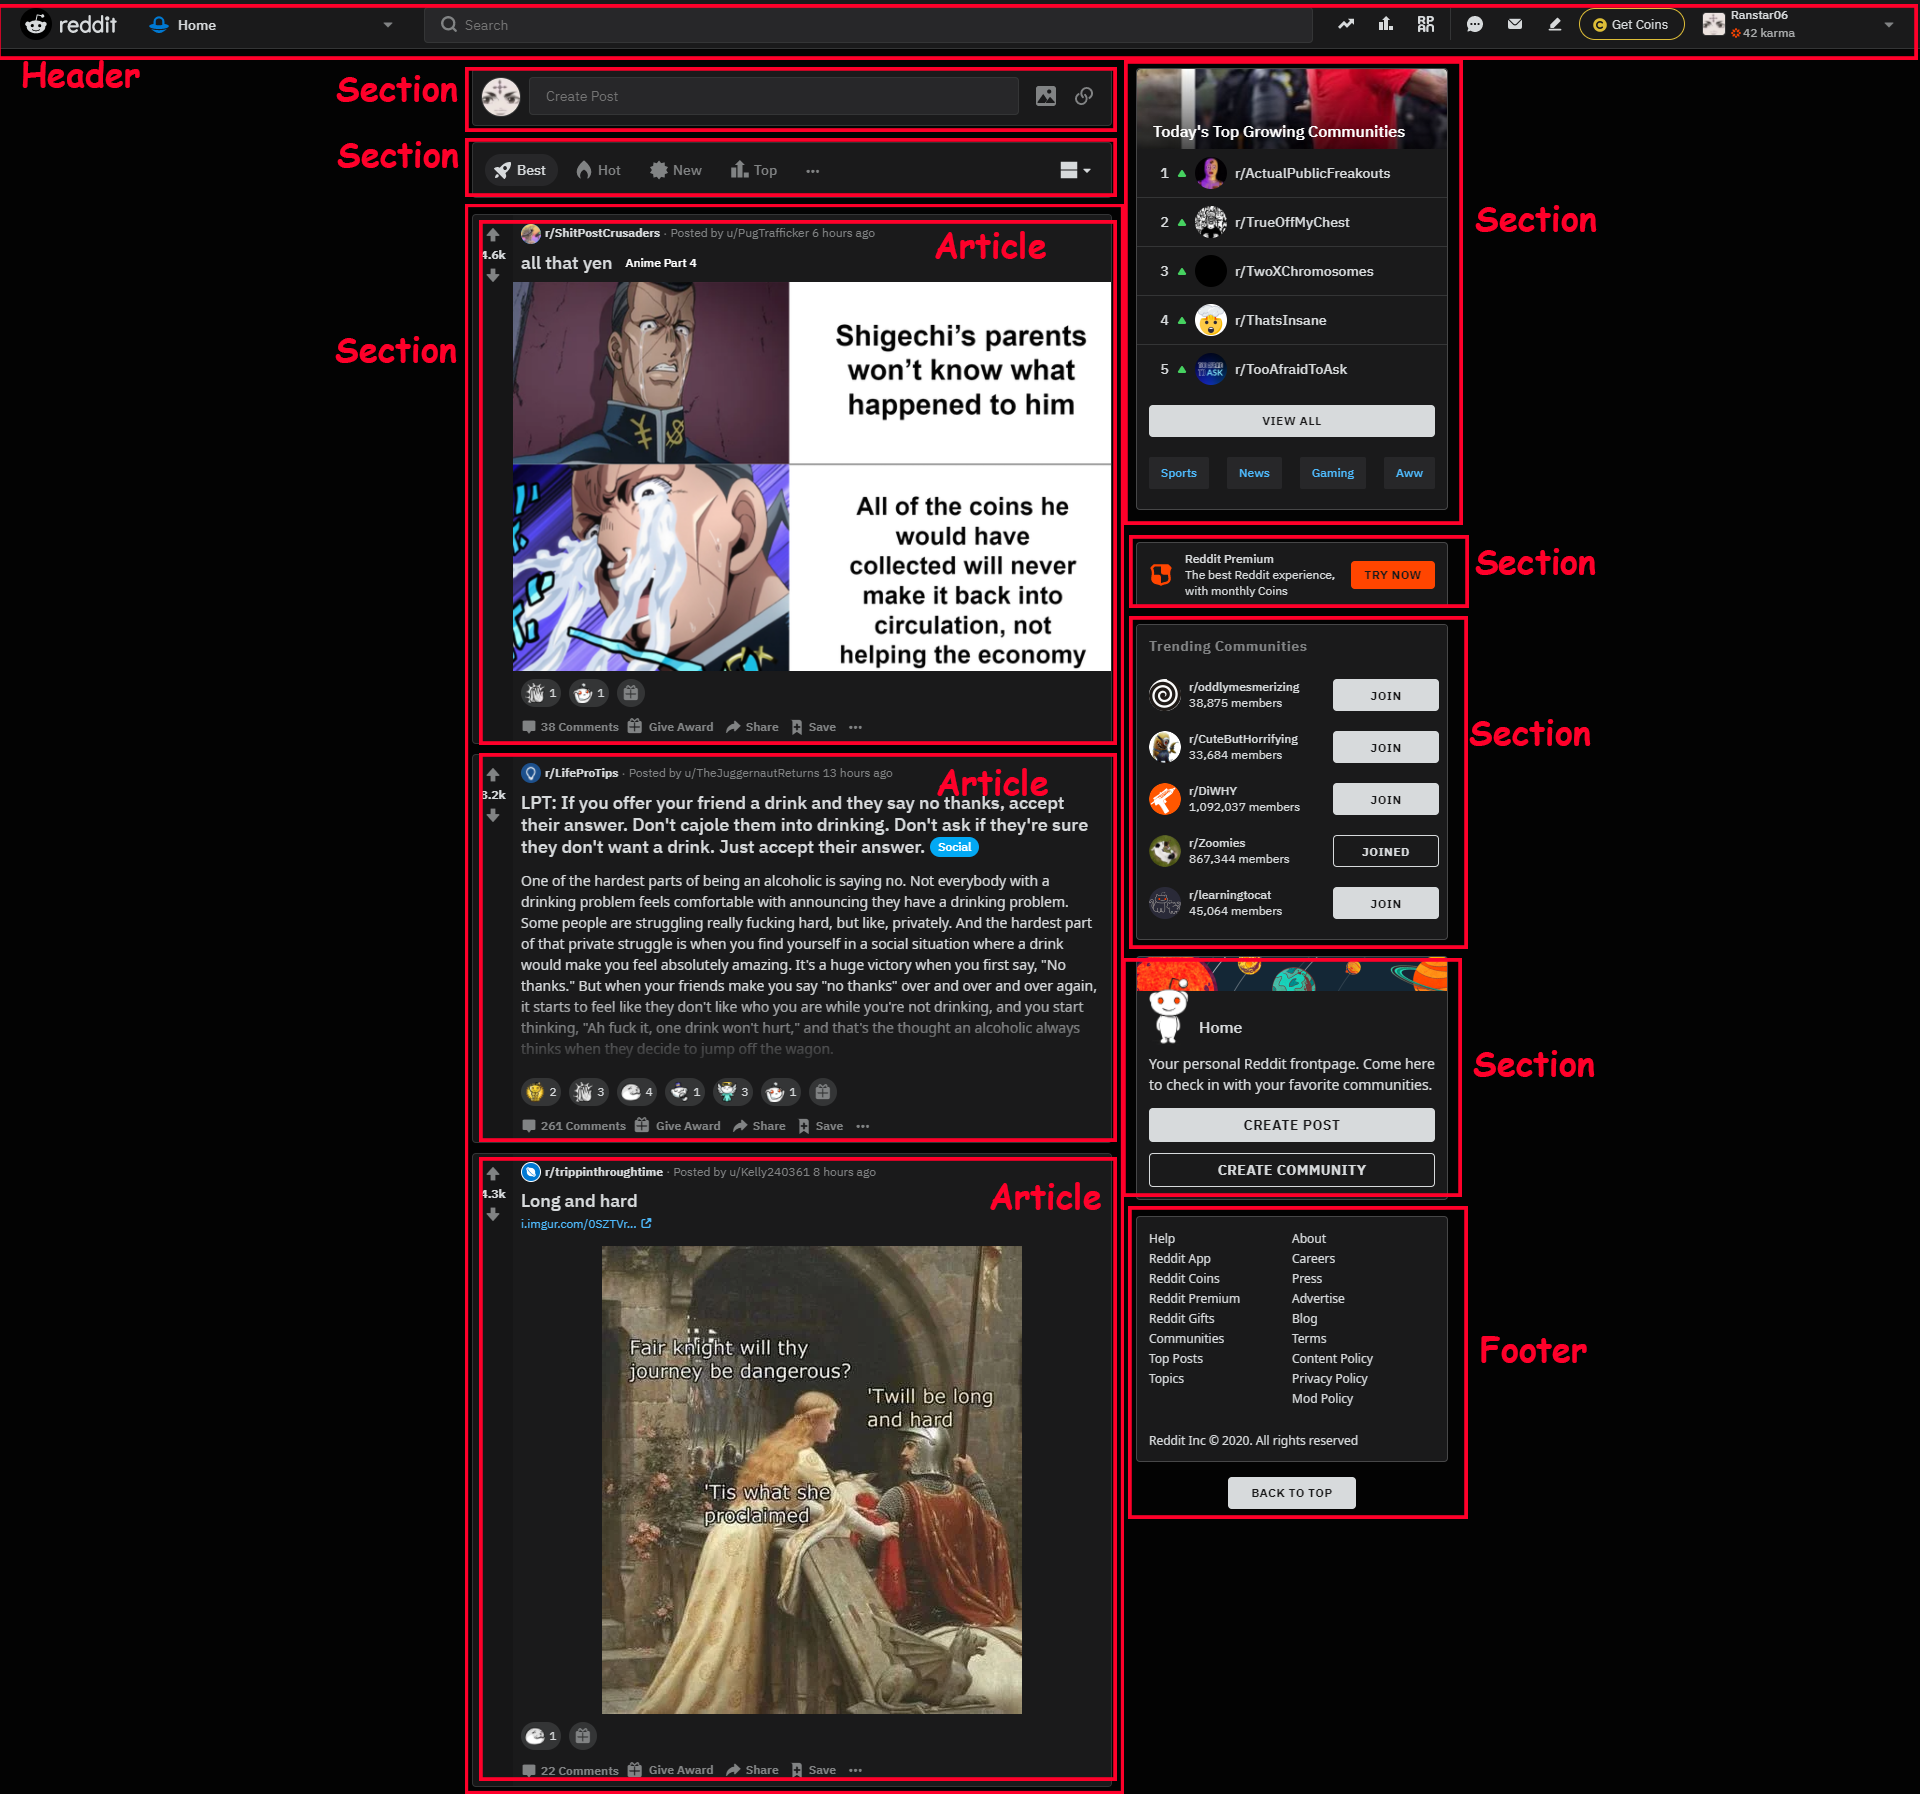 reddit
Home
Search
Get Coins
Ranstar06
42 karma
Header
Section
Create Post
Section
Best
Hot
New
Top
Section
Article
r/ShitPostCrusaders · Posted by u/PugTrafficker 6 hours ago
4.6k
all that yen Anime Part 4
Shigechi's parents
won't know what
happened to him
All of the coins he
would have
collected will never
make it back into
circulation, not
helping the economy
1
1
38 Comments Give Award Share Save
Article
r/LifeProTips · Posted by u/TheJuggernautReturns 13 hours ago
3.2k
LPT: If you offer your friend a drink and they say no thanks, accept
their answer. Don't cajole them into drinking. Don't ask if they're sure
they don't want a drink. Just accept their answer. Social
One of the hardest parts of being an alcoholic is saying no. Not everybody with a
drinking problem feels comfortable with announcing they have a drinking problem.
Some people are struggling really fucking hard, but like, privately. And the hardest part
of that private struggle is when you find yourself in a social situation where a drink
would make you feel absolutely amazing. It's a huge victory when you first say, "No
thanks." But when your friends make you say "no thanks" over and over and over again,
it starts to feel like they don't like who you are while you're not drinking, and you start
thinking, "Ah fuck it, one drink won't hurt," and that's the thought an alcoholic always
thinks when they decide to jump off the wagon.
2 3 4 1 3 1
261 Comments Give Award Share Save
Article
r/trippinthroughtime · Posted by u/Kelly240361 8 hours ago
4.3k
Long and hard
i.imgur.com/0SZTVr...
Fair knight will thy
journey be dangerous?
'Twill be long
and hard
'Tis what she
proclaimed
1
22 Comments Give Award Share Save
Section
Today's Top Growing Communities
1 r/ActualPublicFreakouts
2 r/TrueOffMyChest
3 r/TwoXChromosomes
4 r/ThatsInsane
5 r/TooAfraidToAsk
VIEW ALL
Sports News Gaming Aww
Section
Reddit Premium
The best Reddit experience,
with monthly Coins
TRY NOW
Section
Trending Communities
r/oddlymesmerizing
38,875 members
JOIN
r/CuteButHorrifying
33,684 members
JOIN
r/DiWHY
1,092,037 members
JOIN
r/Zoomies
867,344 members
JOINED
r/learningtocat
45,064 members
JOIN
Section
Home
Your personal Reddit frontpage. Come here
to check in with your favorite communities.
CREATE POST
CREATE COMMUNITY
Footer
Help About
Reddit App Careers
Reddit Coins Press
Reddit Premium Advertise
Reddit Gifts Blog
Communities Terms
Top Posts Content Policy
Topics Privacy Policy
Mod Policy
Reddit Inc © 2020. All rights reserved
BACK TO TOP